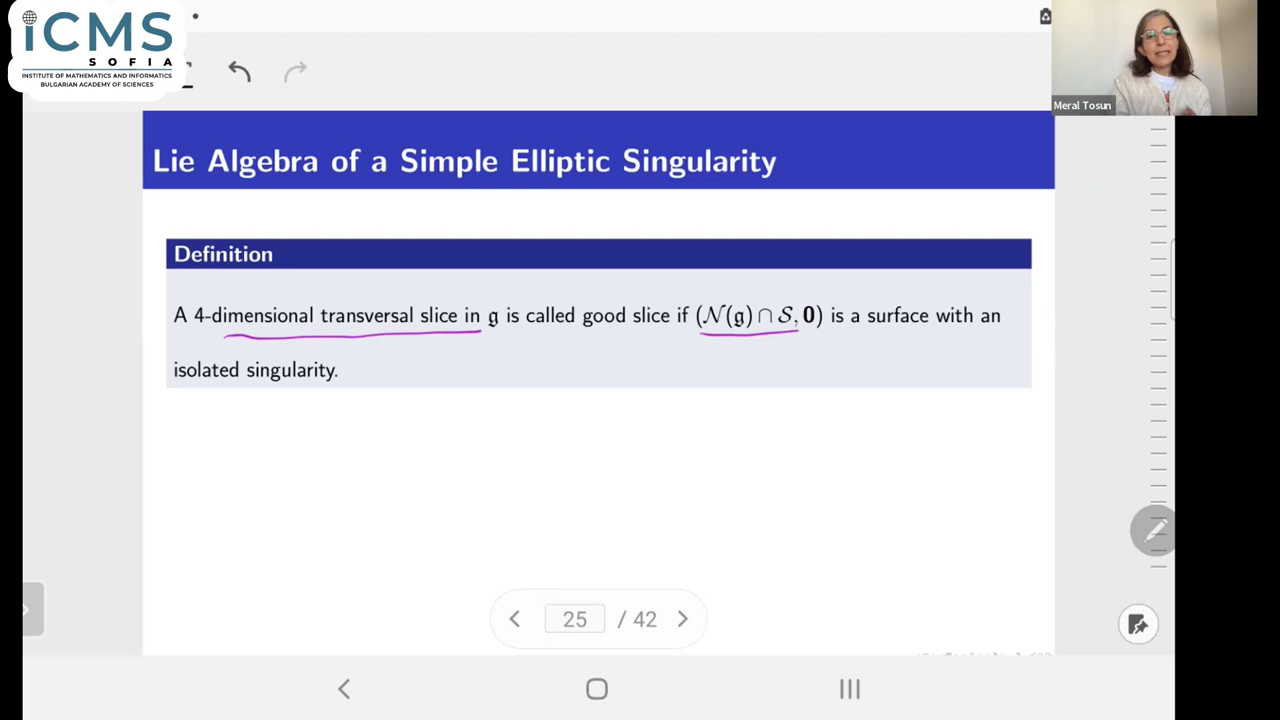 iCMS
SOFIA
INSTITUTE OF MATHEMATICS AND INFORMATICS
BULGARIAN ACADEMY OF SCIENCES
Meral Tosun
Lie Algebra of a Simple Elliptic Singularity
Definition
A 4-dimensional transversal slice in 𝔤 is called good slice if (𝒩(𝔤) ∩ 𝒮, 𝟎) is a surface with an
isolated singularity.
25 / 42